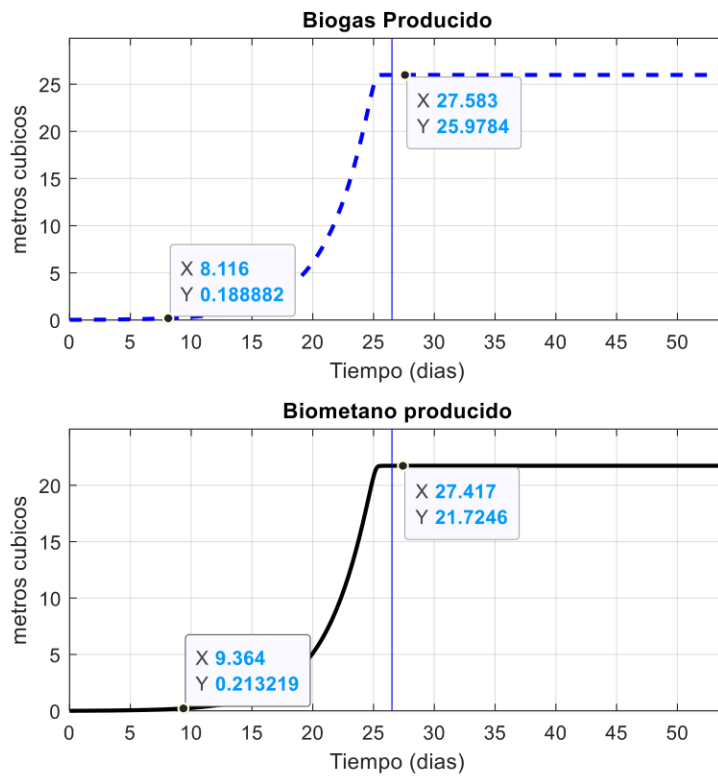 Biogas Producido
metros cubicos
25
20
15
10
5
0
X 27.583
Y 25.9784
X 8.116
Y 0.188882
0 5 10 15 20 25 30 35 40 45 50
Tiempo (dias)
Biometano producido
metros cubicos
20
15
10
5
0
X 27.417
Y 21.7246
X 9.364
Y 0.213219
0 5 10 15 20 25 30 35 40 45 50
Tiempo (dias)